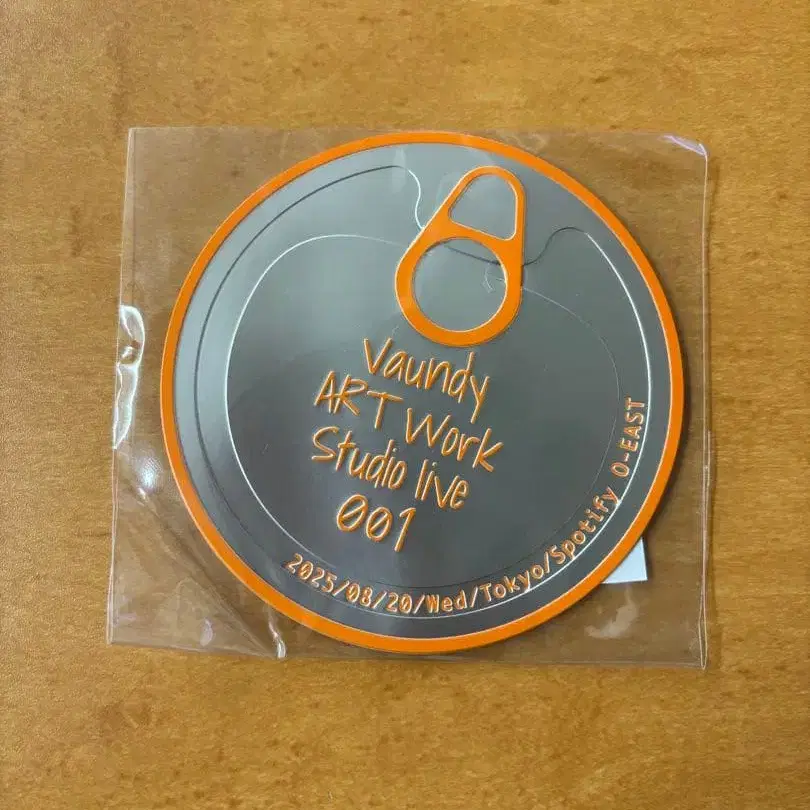 Vaundy
ART Work
Studio live
001
2025/08/20/Wed/Tokyo/Spotify O-EAST